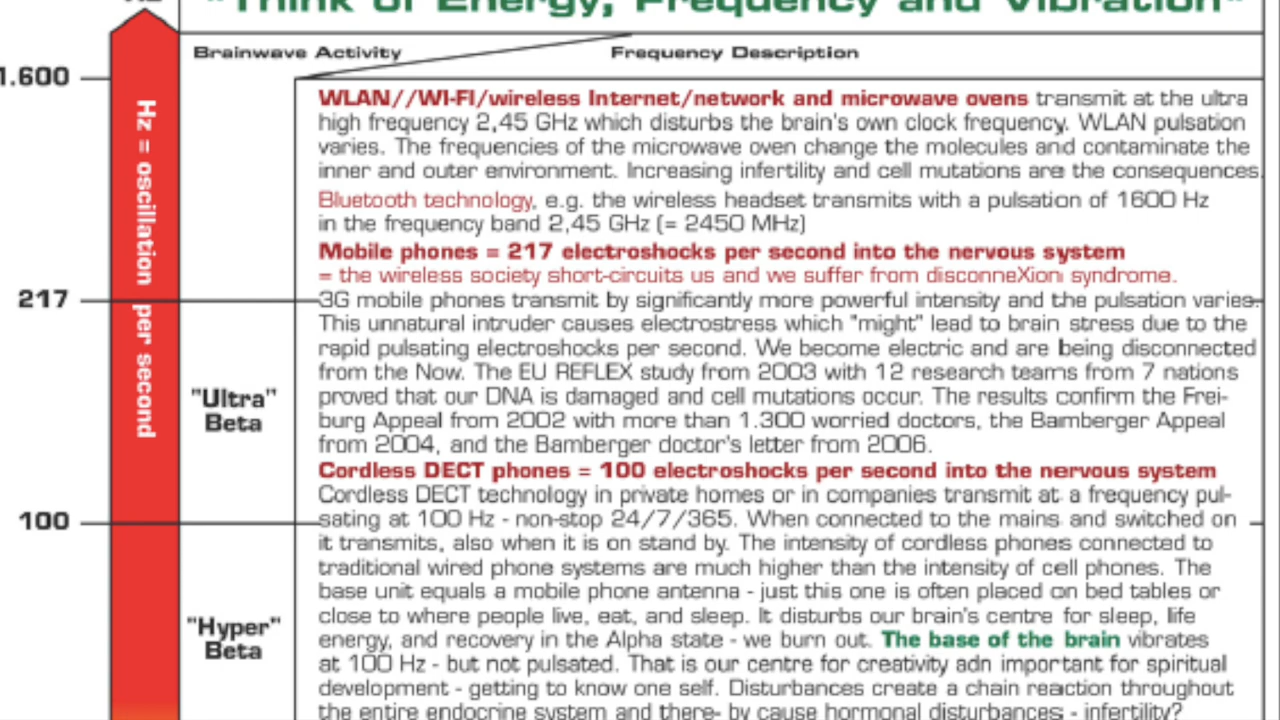 "Think of Energy, Frequency and Vibration"
Brainwave Activity Frequency Description
1.600
Hz = oscillation per second
WLAN//WI-FI/wireless Internet/network and microwave ovens transmit at the ultra
high frequency 2,45 GHz which disturbs the brain's own clock frequency. WLAN pulsation
varies. The frequencies of the microwave oven change the molecules and contaminate the
inner and outer environment. Increasing infertility and cell mutations are the consequences.
Bluetooth technology, e.g. the wireless headset transmits with a pulsation of 1600 Hz
in the frequency band 2,45 GHz (= 2450 MHz)
Mobile phones = 217 electroshocks per second into the nervous system
= the wireless society short-circuits us and we suffer from disconneXion syndrome.
217
3G mobile phones transmit by significantly more powerful intensity and the pulsation varies.
This unnatural intruder causes electrostress which "might" lead to brain stress due to the
rapid pulsating electroshocks per second. We become electric and are being disconnected
from the Now. The EU REFLEX study from 2003 with 12 research teams from 7 nations
proved that our DNA is damaged and cell mutations occur. The results confirm the Frei-
burg Appeal from 2002 with more than 1.300 worried doctors, the Bamberger Appeal
from 2004, and the Bamberger doctor's letter from 2006.
"Ultra"
Beta
Cordless DECT phones = 100 electroshocks per second into the nervous system
Cordless DECT technology in private homes or in companies transmit at a frequency pul-
100
sating at 100 Hz - non-stop 24/7/365. When connected to the mains and switched on
it transmits, also when it is on stand by. The intensity of cordless phones connected to
traditional wired phone systems are much higher than the intensity of cell phones. The
base unit equals a mobile phone antenna - just this one is often placed on bed tables or
close to where people live, eat, and sleep. It disturbs our brain's centre for sleep, life
energy, and recovery in the Alpha state - we burn out. The base of the brain vibrates
at 100 Hz - but not pulsated. That is our centre for creativity adn important for spiritual
development - getting to know one self. Disturbances create a chain reaction throughout
the entire endocrine system and there- by cause hormonal disturbances - infertility?
"Hyper"
Beta